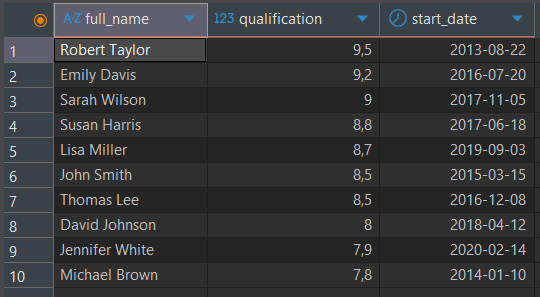 A-Z full_name 123 qualification start_date
1 Robert Taylor 9,5 2013-08-22
2 Emily Davis 9,2 2016-07-20
3 Sarah Wilson 9 2017-11-05
4 Susan Harris 8,8 2017-06-18
5 Lisa Miller 8,7 2019-09-03
6 John Smith 8,5 2015-03-15
7 Thomas Lee 8,5 2016-12-08
8 David Johnson 8 2018-04-12
9 Jennifer White 7,9 2020-02-14
10 Michael Brown 7,8 2014-01-10